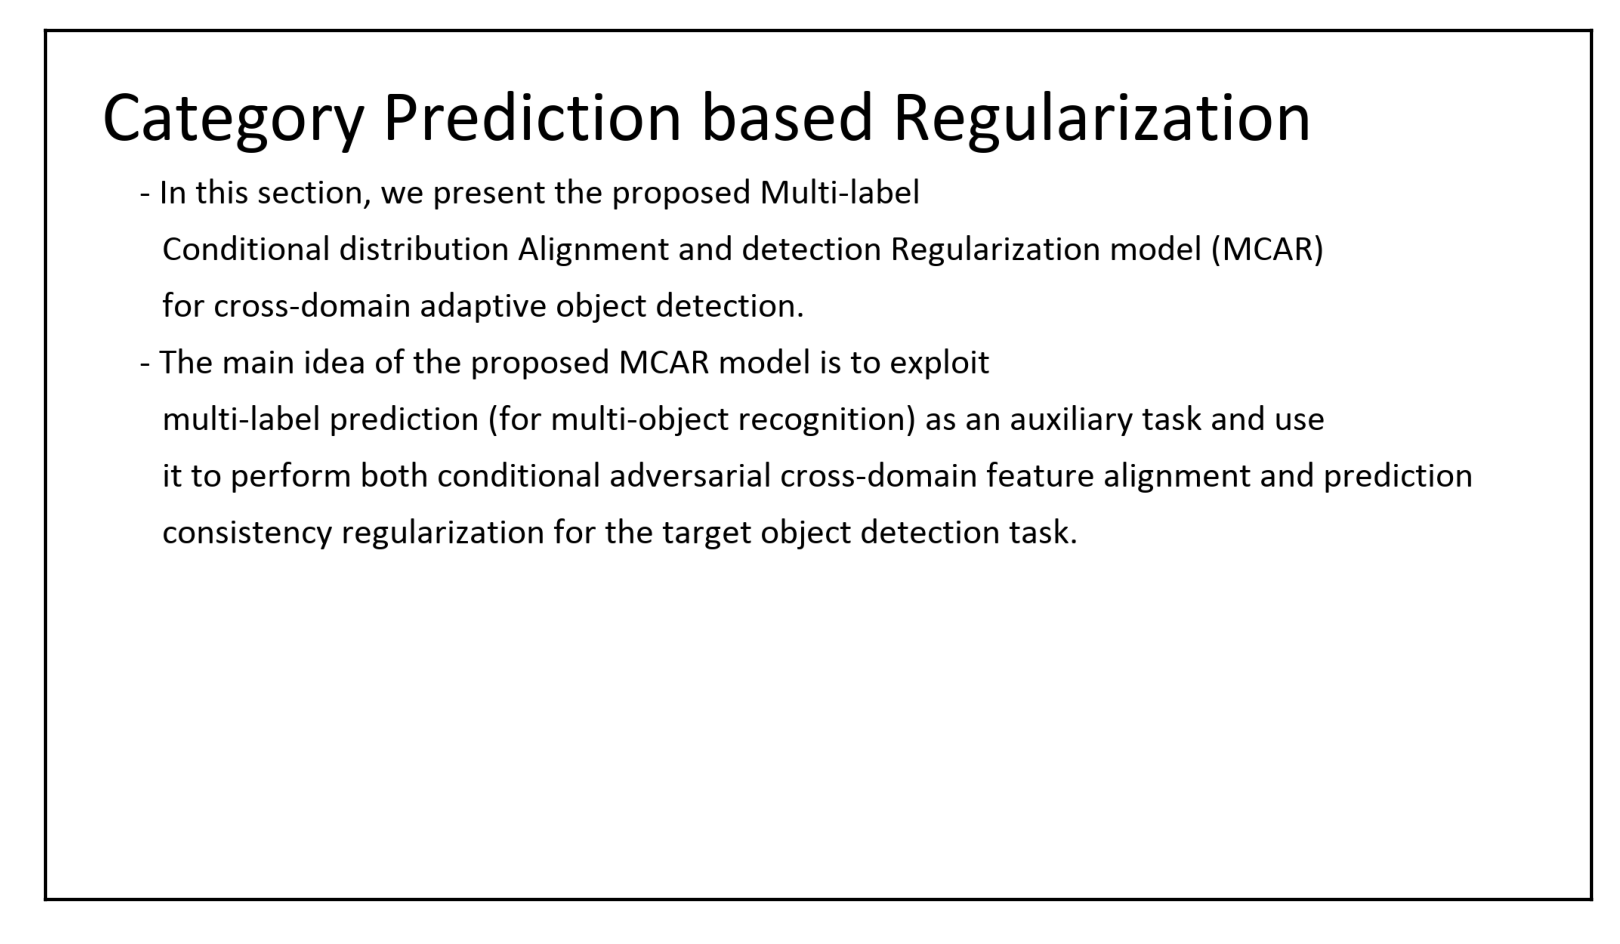 Category Prediction based Regularization
- In this section, we present the proposed Multi-label
Conditional distribution Alignment and detection Regularization model (MCAR)
for cross-domain adaptive object detection.
- The main idea of the proposed MCAR model is to exploit
multi-label prediction (for multi-object recognition) as an auxiliary task and use
it to perform both conditional adversarial cross-domain feature alignment and prediction
consistency regularization for the target object detection task.